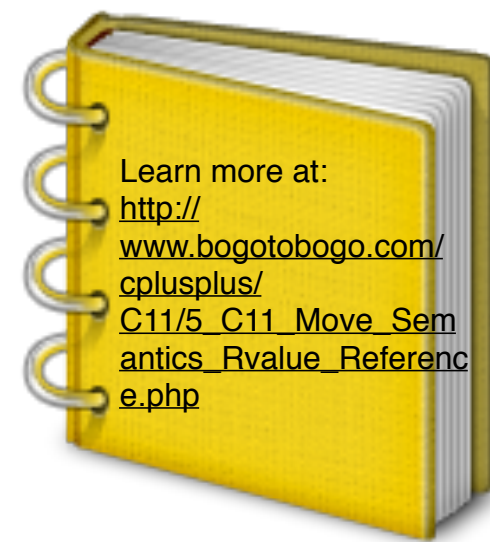 Learn more at:
http://
www.bogotobogo.com/
cplusplus/
C11/5_C11_Move_Sem
antics_Rvalue_Referenc
e.php